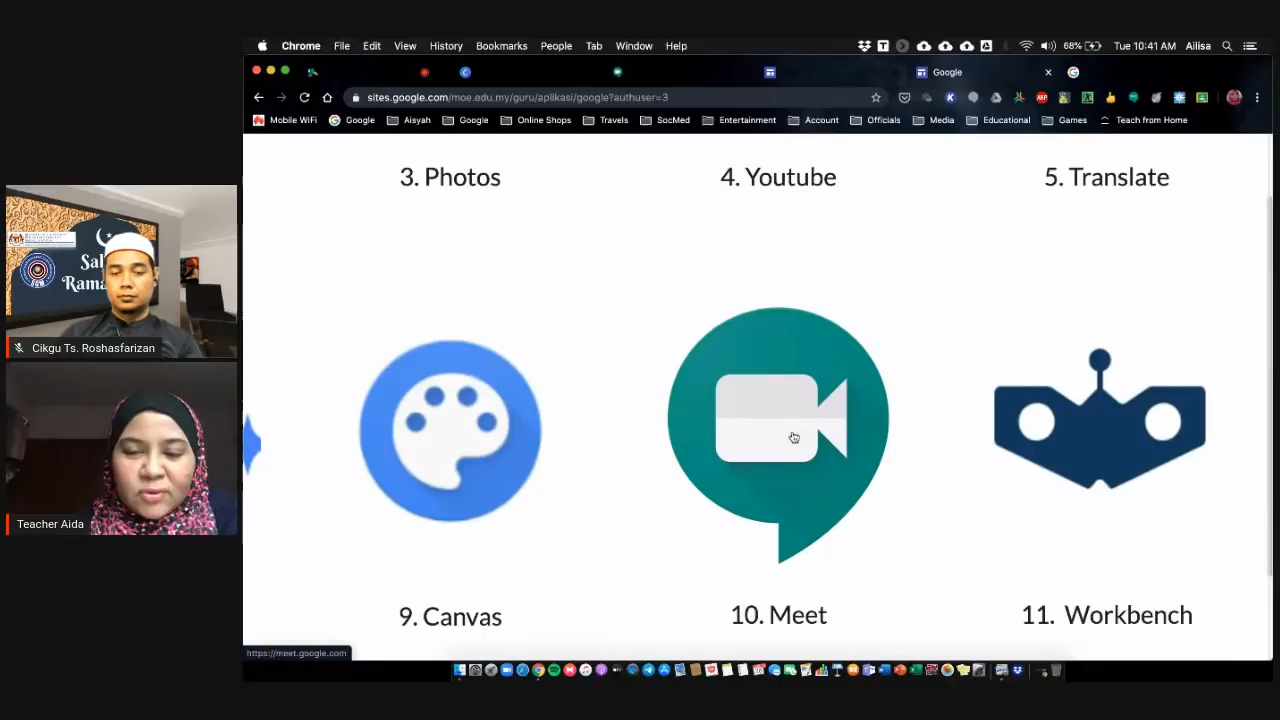 Chrome File Edit View History Bookmarks People Tab Window Help
68% Tue 10:41 AM Ailisa
Google
sites.google.com/moe.edu.my/guru/aplikasi/google?authuser=3
Mobile WiFi Google Aisyah Google Online Shops Travels SocMed Entertainment Account Officials Media Educational Games Teach from Home
3. Photos
4. Youtube
5. Translate
Cikgu Ts. Roshasfarizan
Teacher Aida
9. Canvas
10. Meet
11. Workbench
https://meet.google.com